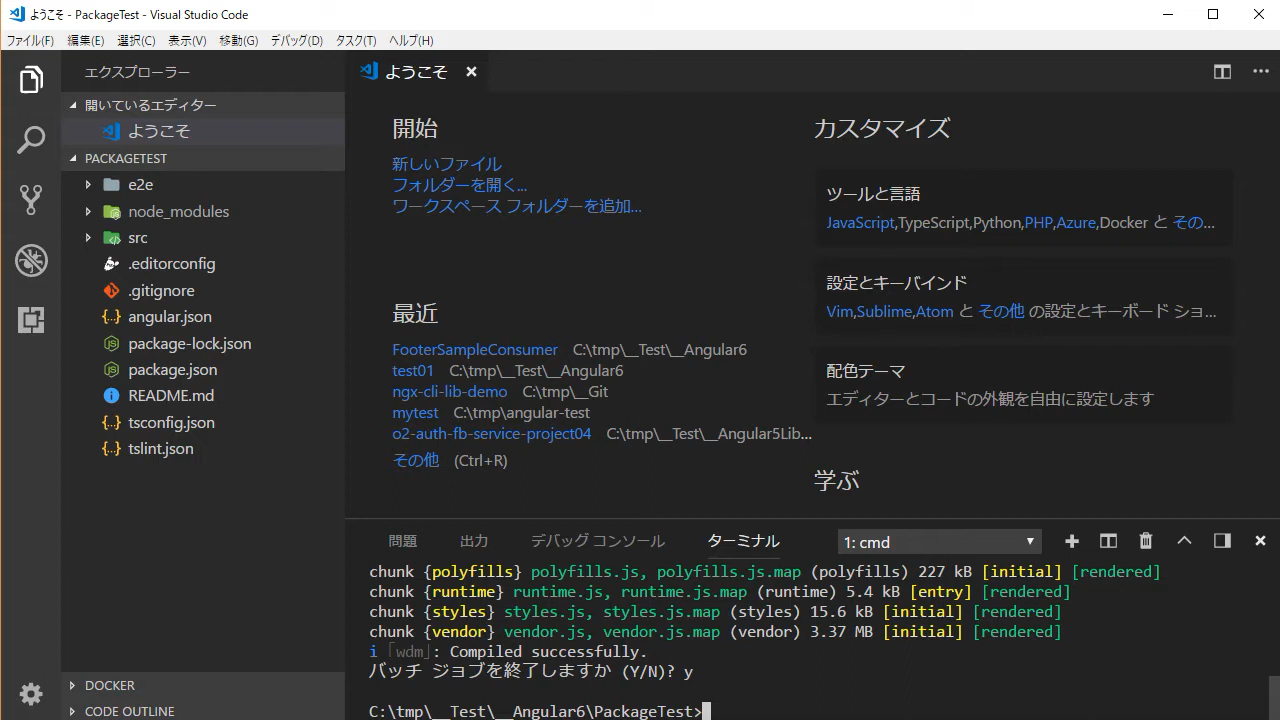 ようこそ - PackageTest - Visual Studio Code
ファイル(F) 編集(E) 選択(C) 表示(V) 移動(G) デバッグ(D) タスク(T) ヘルプ(H)
エクスプローラー
開いているエディター
ようこそ
PACKAGETEST
e2e
node_modules
src
.editorconfig
.gitignore
angular.json
package-lock.json
package.json
README.md
tsconfig.json
tslint.json
DOCKER
CODE OUTLINE
ようこそ
開始
新しいファイル
フォルダーを開く...
ワークスペース フォルダーを追加...
最近
FooterSampleConsumer C:\tmp\__Test\__Angular6
test01 C:\tmp\__Test\__Angular6
ngx-cli-lib-demo C:\tmp\__Git
mytest C:\tmp\angular-test
o2-auth-fb-service-project04 C:\tmp\__Test\__Angular5Lib...
その他 (Ctrl+R)
カスタマイズ
ツールと言語
JavaScript,TypeScript,Python,PHP,Azure,Docker と その...
設定とキーバインド
Vim,Sublime,Atom と その他 の設定とキーボード ショ...
配色テーマ
エディターとコードの外観を自由に設定します
学ぶ
問題 出力 デバッグ コンソール ターミナル 1: cmd
chunk {polyfills} polyfills.js, polyfills.js.map (polyfills) 227 kB [initial] [rendered]
chunk {runtime} runtime.js, runtime.js.map (runtime) 5.4 kB [entry] [rendered]
chunk {styles} styles.js, styles.js.map (styles) 15.6 kB [initial] [rendered]
chunk {vendor} vendor.js, vendor.js.map (vendor) 3.37 MB [initial] [rendered]
i ｢wdm｣: Compiled successfully.
バッチ ジョブを終了しますか (Y/N)? y
C:\tmp\__Test\__Angular6\PackageTest>